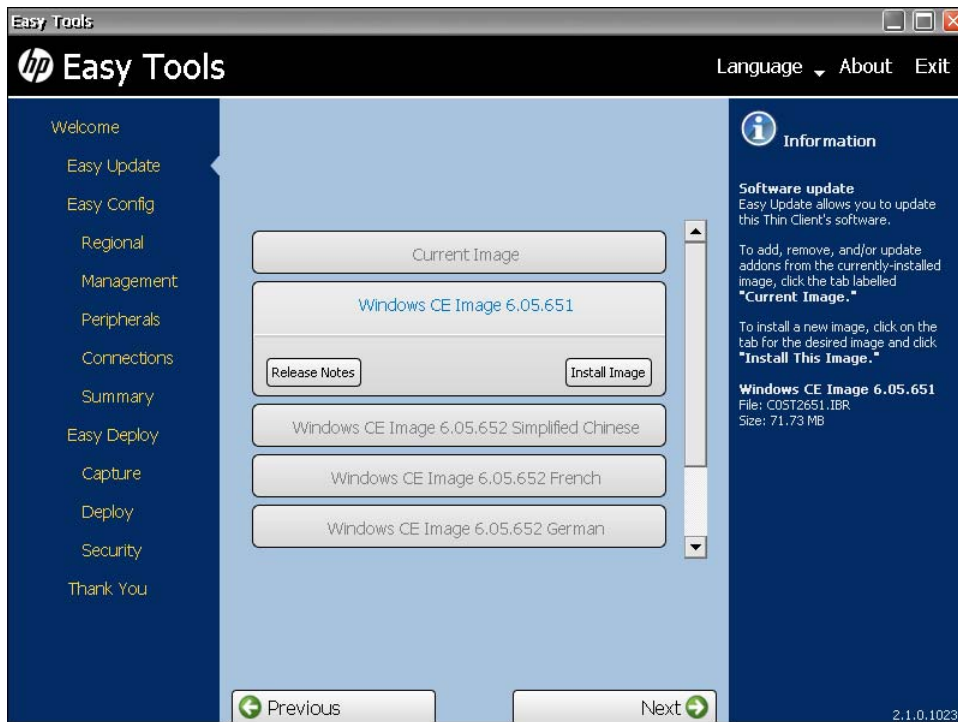 Easy Tools
hp Easy Tools
Language About Exit
Welcome
Easy Update
Easy Config
Regional
Management
Peripherals
Connections
Summary
Easy Deploy
Capture
Deploy
Security
Thank You
Current Image
Windows CE Image 6.05.651
Release Notes
Install Image
Windows CE Image 6.05.652 Simplified Chinese
Windows CE Image 6.05.652 French
Windows CE Image 6.05.652 German
Previous
Next
Information
Software update
Easy Update allows you to update
this Thin Client's software.
To add, remove, and/or update
addons from the currently-installed
image, click the tab labelled
"Current Image."
To install a new image, click on the
tab for the desired image and click
"Install This Image."
Windows CE Image 6.05.651
File: C0ST2651.IBR
Size: 71.73 MB
2.1.0.1023